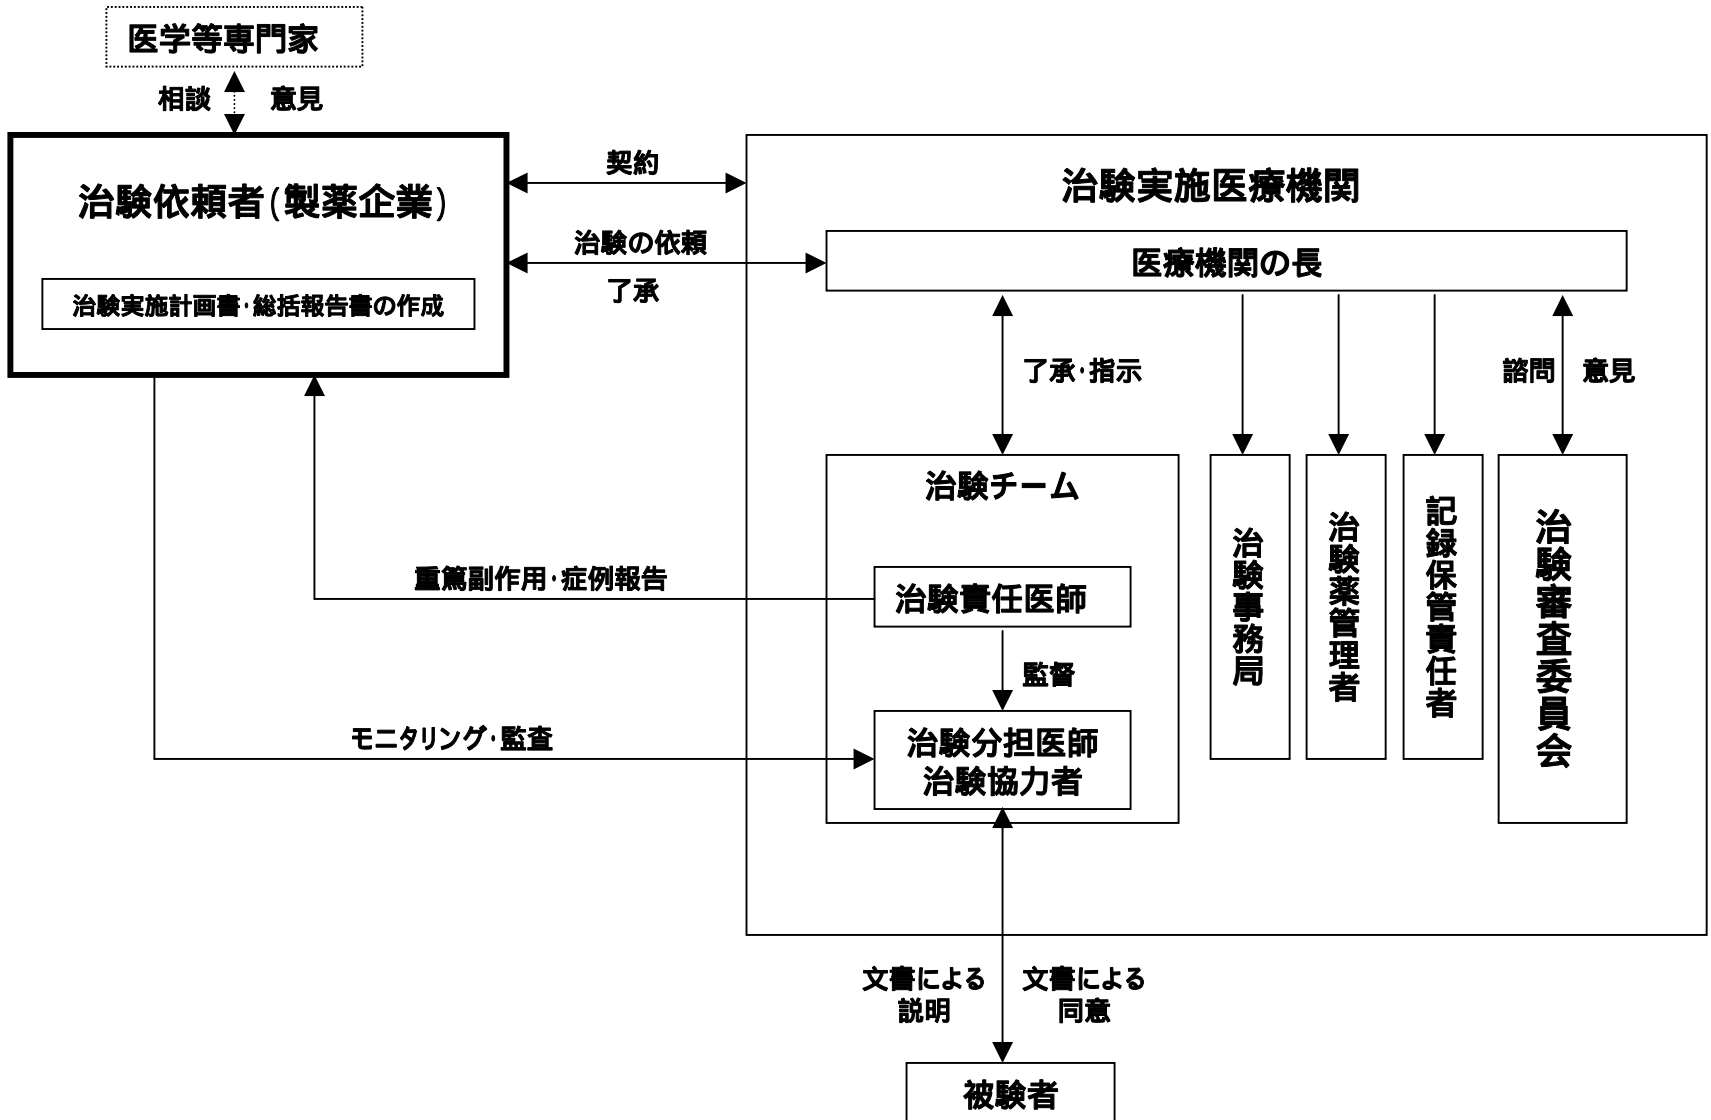 医学等専門家
相談 意見
治験依頼者(製薬企業)
治験実施計画書･総括報告書の作成
契約
治験の依頼
了承
治験実施医療機関
医療機関の長
了承･指示
諮問 意見
治験チーム
治験責任医師
監督
治験分担医師
治験協力者
治験事務局
治験薬管理者
記録保管責任者
治験審査委員会
重篤副作用･症例報告
モニタリング･監査
文書による
説明
文書による
同意
被験者